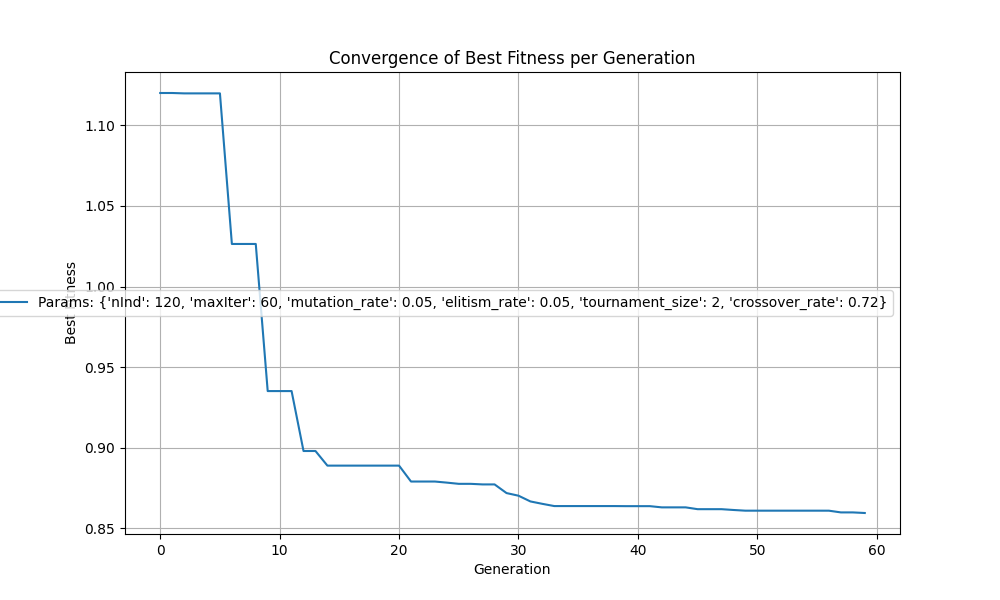 Convergence of Best Fitness per Generation
1.10
1.05
1.00
0.95
0.90
0.85
Best Fitness
Params: {'nInd': 120, 'maxIter': 60, 'mutation_rate': 0.05, 'elitism_rate': 0.05, 'tournament_size': 2, 'crossover_rate': 0.72}
0 10 20 30 40 50 60
Generation